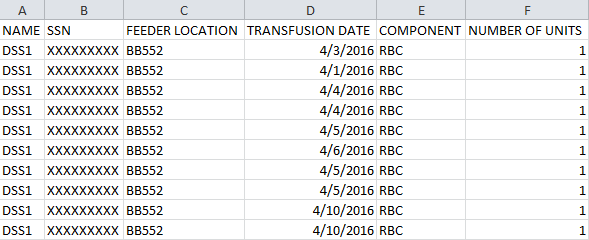 A B C D E F
NAME SSN FEEDER LOCATION TRANSFUSION DATE COMPONENT NUMBER OF UNITS
DSS1 XXXXXXXXX BB552 4/3/2016 RBC 1
DSS1 XXXXXXXXX BB552 4/1/2016 RBC 1
DSS1 XXXXXXXXX BB552 4/4/2016 RBC 1
DSS1 XXXXXXXXX BB552 4/4/2016 RBC 1
DSS1 XXXXXXXXX BB552 4/5/2016 RBC 1
DSS1 XXXXXXXXX BB552 4/6/2016 RBC 1
DSS1 XXXXXXXXX BB552 4/5/2016 RBC 1
DSS1 XXXXXXXXX BB552 4/5/2016 RBC 1
DSS1 XXXXXXXXX BB552 4/10/2016 RBC 1
DSS1 XXXXXXXXX BB552 4/10/2016 RBC 1